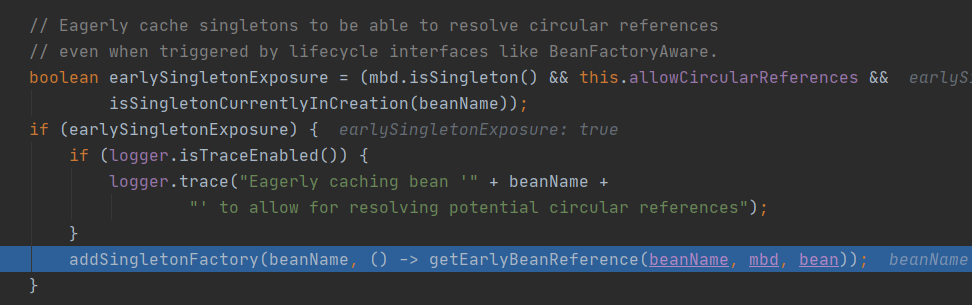 // Eagerly cache singletons to be able to resolve circular references
// even when triggered by lifecycle interfaces like BeanFactoryAware.
boolean earlySingletonExposure = (mbd.isSingleton() && this.allowCircularReferences &&
isSingletonCurrentlyInCreation(beanName));
if (earlySingletonExposure) { earlySingletonExposure: true
if (logger.isTraceEnabled()) {
logger.trace("Eagerly caching bean '" + beanName +
"' to allow for resolving potential circular references");
}
addSingletonFactory(beanName, () -> getEarlyBeanReference(beanName, mbd, bean)); beanName
}